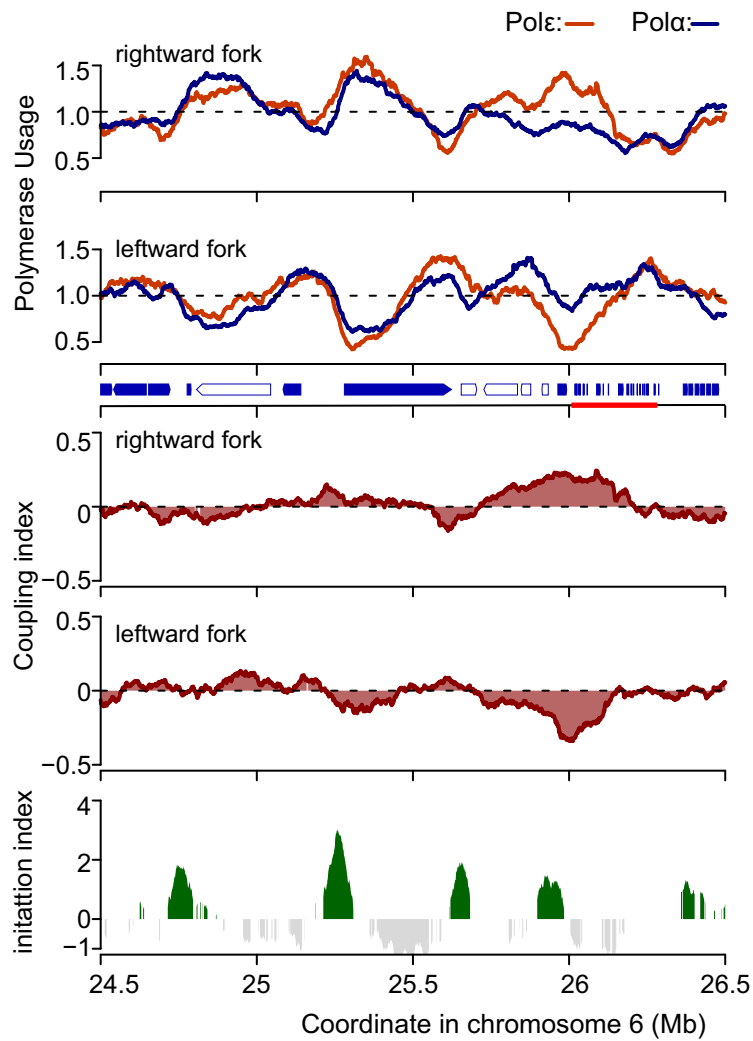 Polε: Polα:
rightward fork
1.5
1.0
0.5
Polymerase Usage
leftward fork
1.5
1.0
0.5
rightward fork
0.5
0
−0.5
Coupling index
leftward fork
0.5
0
−0.5
initattion index
4
2
0
−1
24.5 25 25.5 26 26.5
Coordinate in chromosome 6 (Mb)